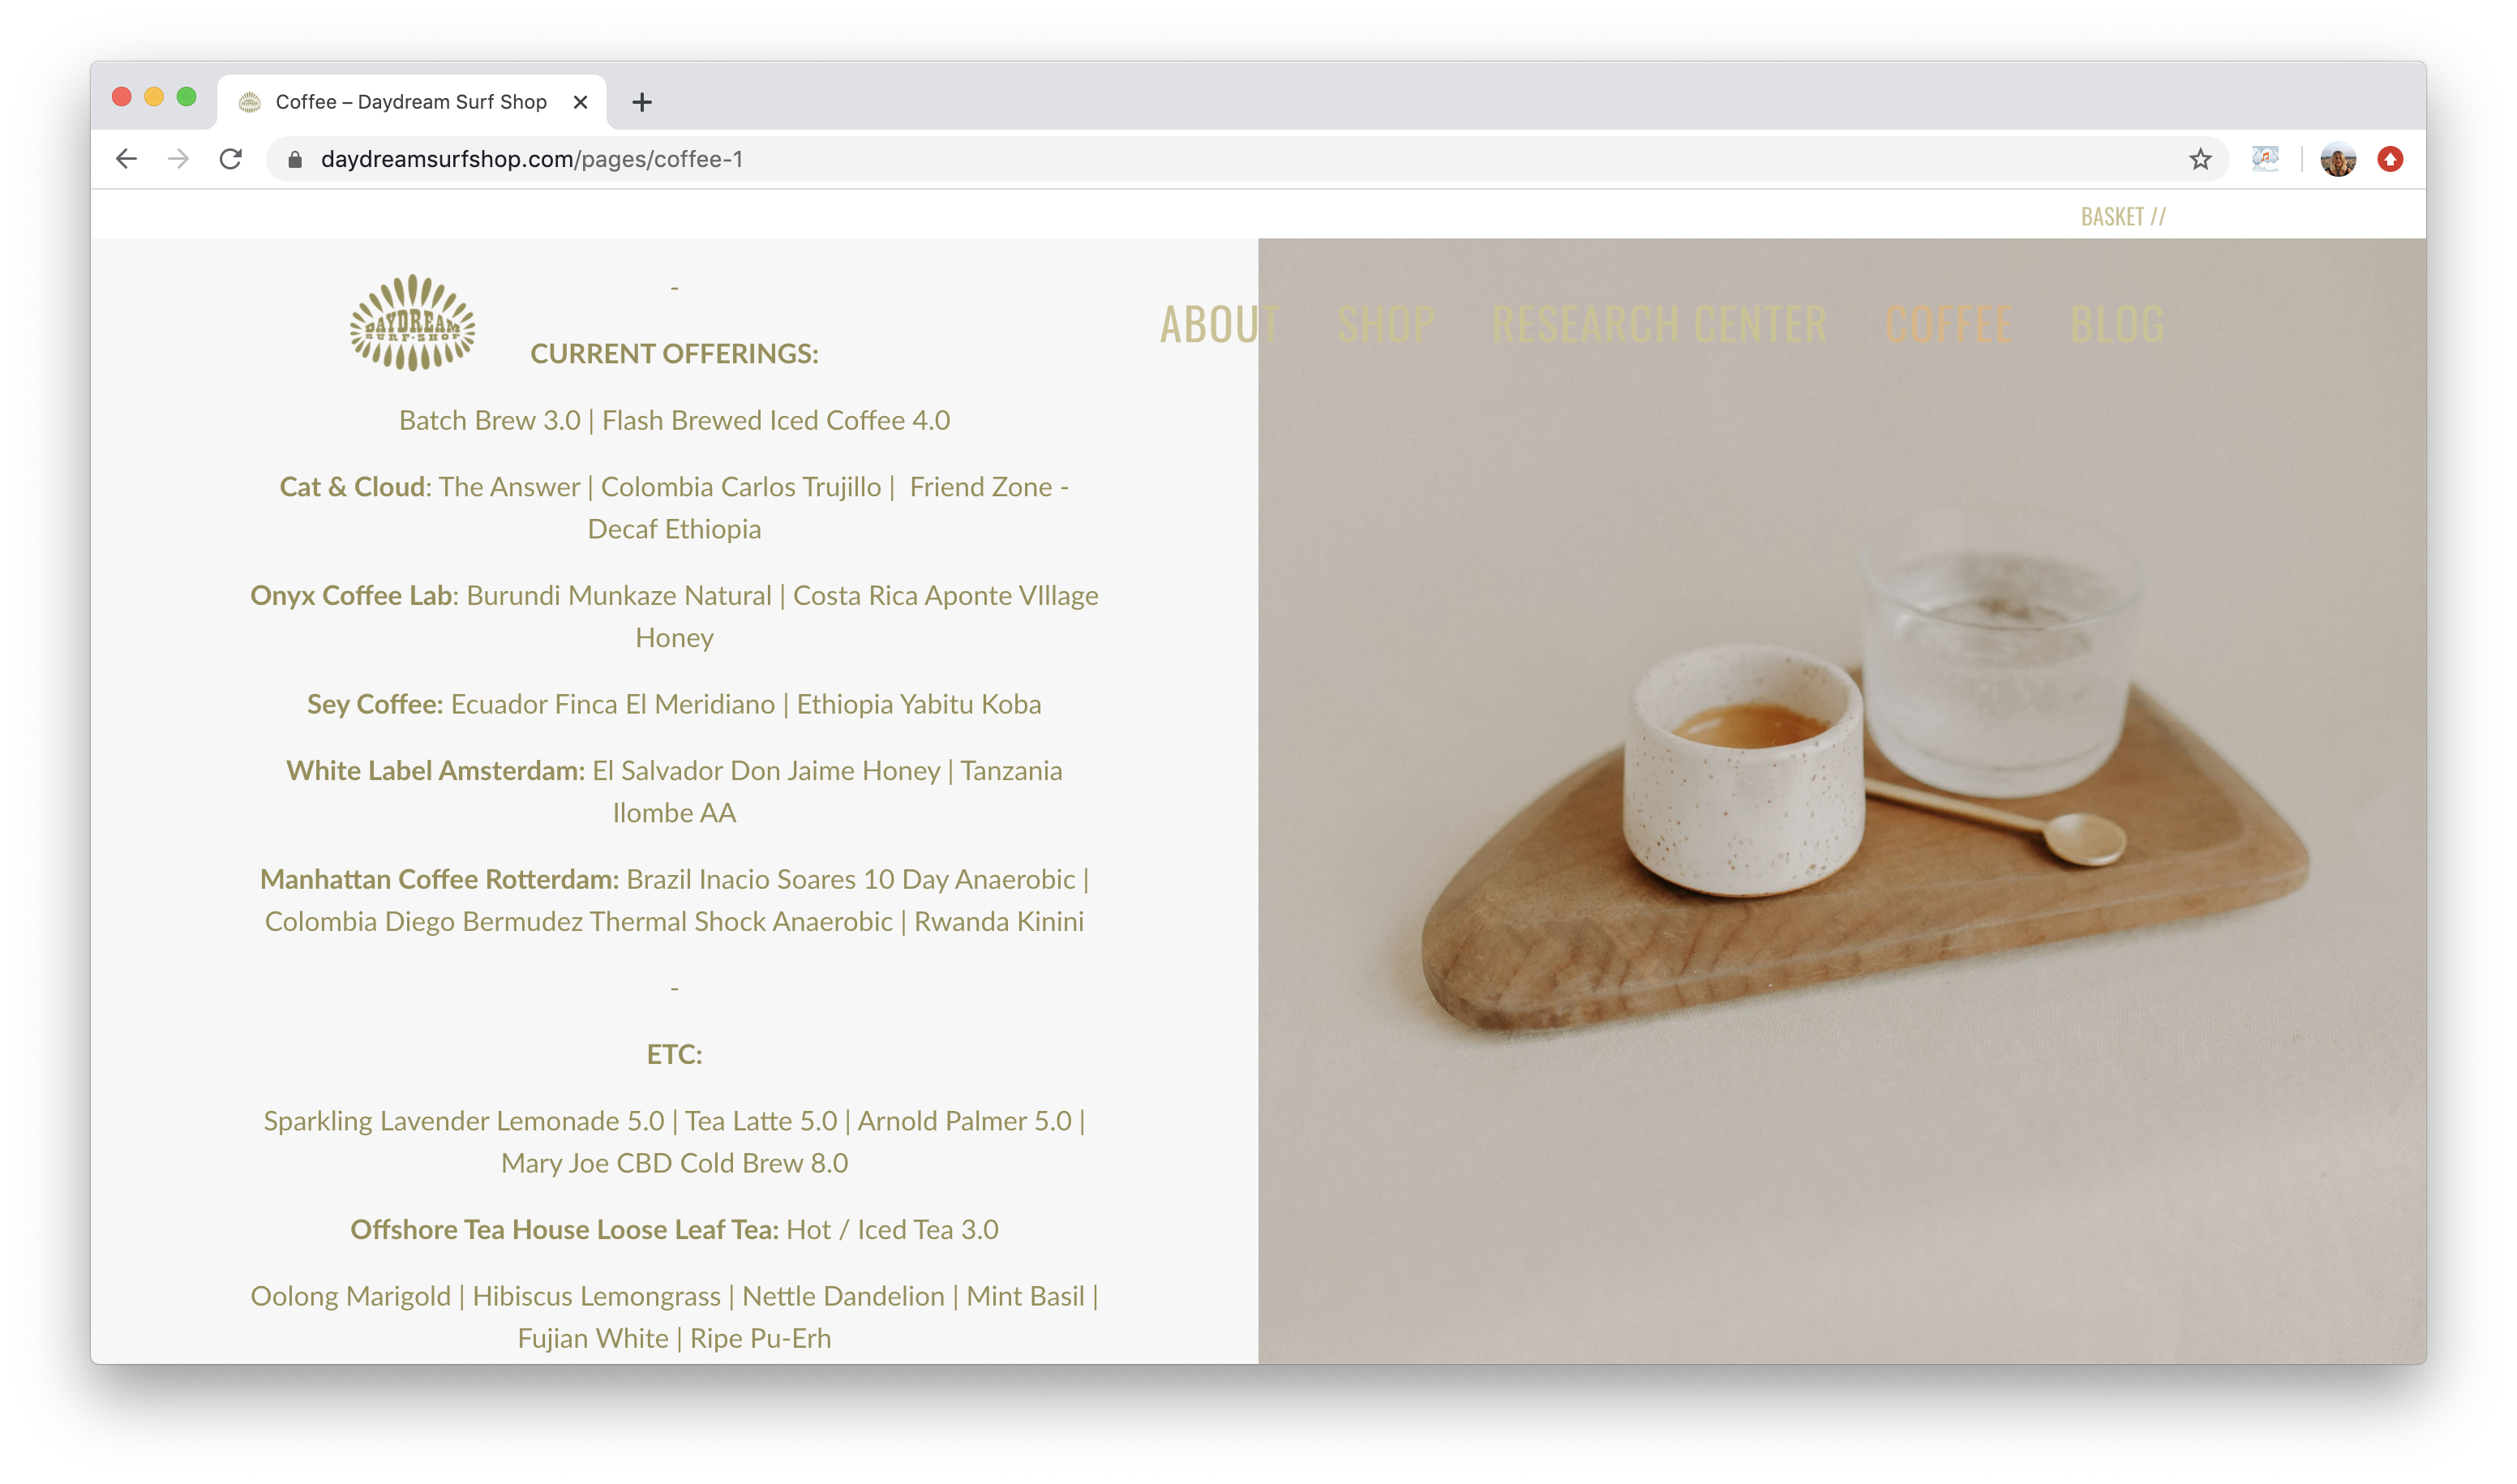 Coffee – Daydream Surf Shop
daydreamsurfshop.com/pages/coffee-1
BASKET //
DAYDREAM
SURF-SHOP
ABOUT SHOP RESEARCH CENTER COFFEE BLOG
-
CURRENT OFFERINGS:
Batch Brew 3.0 | Flash Brewed Iced Coffee 4.0
Cat & Cloud: The Answer | Colombia Carlos Trujillo | Friend Zone -
Decaf Ethiopia
Onyx Coffee Lab: Burundi Munkaze Natural | Costa Rica Aponte VIllage
Honey
Sey Coffee: Ecuador Finca El Meridiano | Ethiopia Yabitu Koba
White Label Amsterdam: El Salvador Don Jaime Honey | Tanzania
Ilombe AA
Manhattan Coffee Rotterdam: Brazil Inacio Soares 10 Day Anaerobic |
Colombia Diego Bermudez Thermal Shock Anaerobic | Rwanda Kinini
-
ETC:
Sparkling Lavender Lemonade 5.0 | Tea Latte 5.0 | Arnold Palmer 5.0 |
Mary Joe CBD Cold Brew 8.0
Offshore Tea House Loose Leaf Tea: Hot / Iced Tea 3.0
Oolong Marigold | Hibiscus Lemongrass | Nettle Dandelion | Mint Basil |
Fujian White | Ripe Pu-Erh